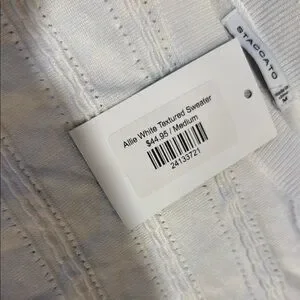 STACCATO
M
Allie White Textured Sweater
$44.95 / Medium
24133721